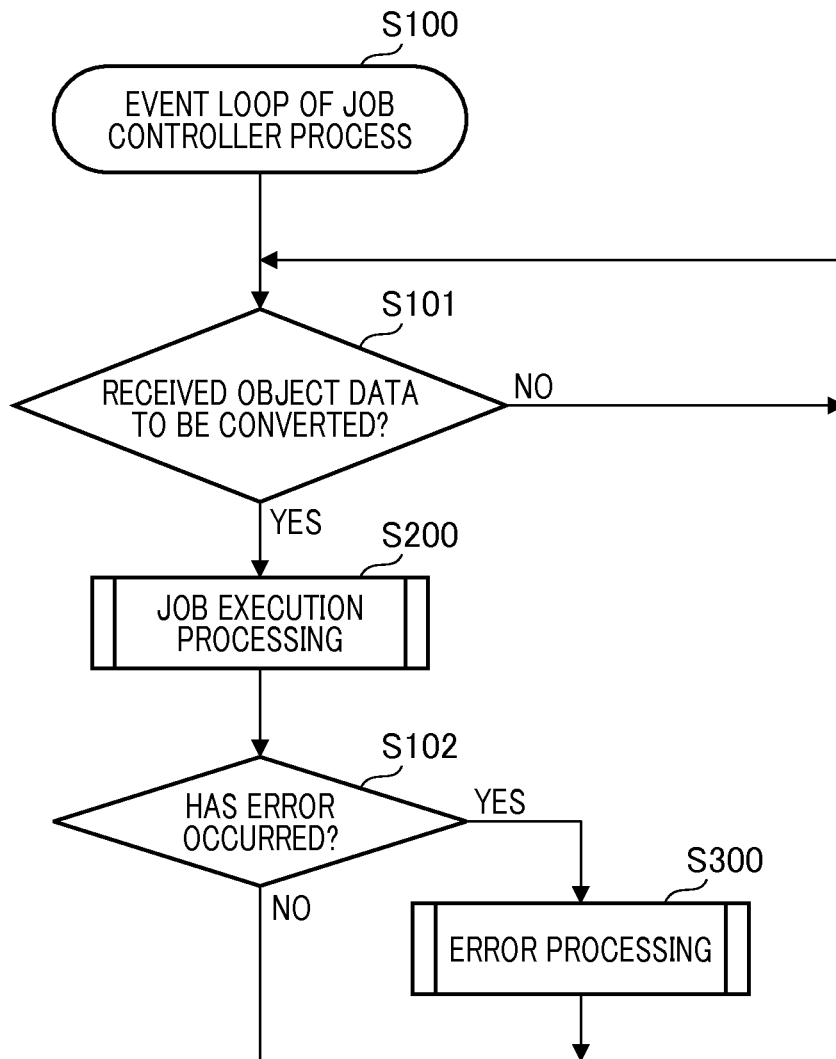 S100
EVENT LOOP OF JOB
CONTROLLER PROCESS
S101
RECEIVED OBJECT DATA
TO BE CONVERTED?
NO
YES
S200
JOB EXECUTION
PROCESSING
S102
HAS ERROR
OCCURRED?
YES
NO
S300
ERROR PROCESSING